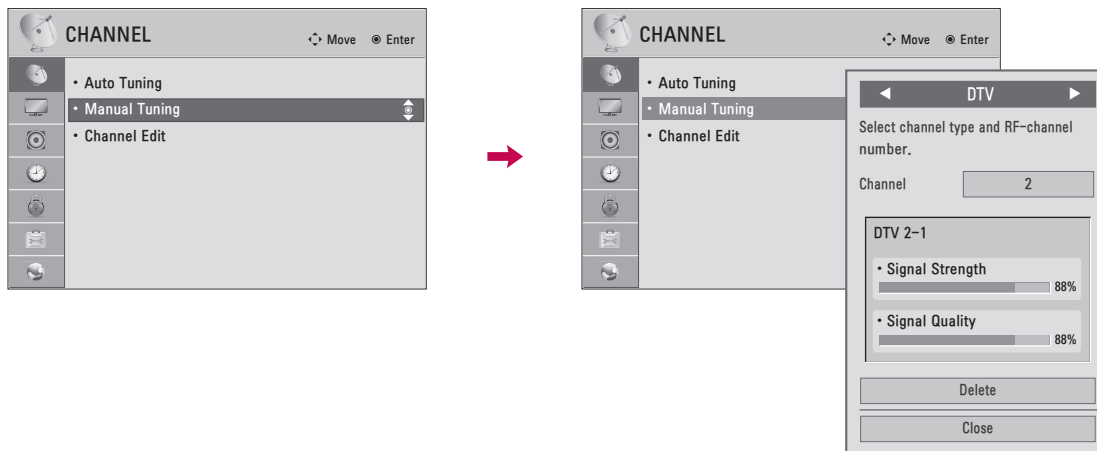 CHANNEL
Move Enter
• Auto Tuning
• Manual Tuning
• Channel Edit
CHANNEL
Move Enter
• Auto Tuning
• Manual Tuning
• Channel Edit
◀ DTV ▶
Select channel type and RF-channel
number.
Channel 2
DTV 2-1
• Signal Strength
88%
• Signal Quality
88%
Delete
Close